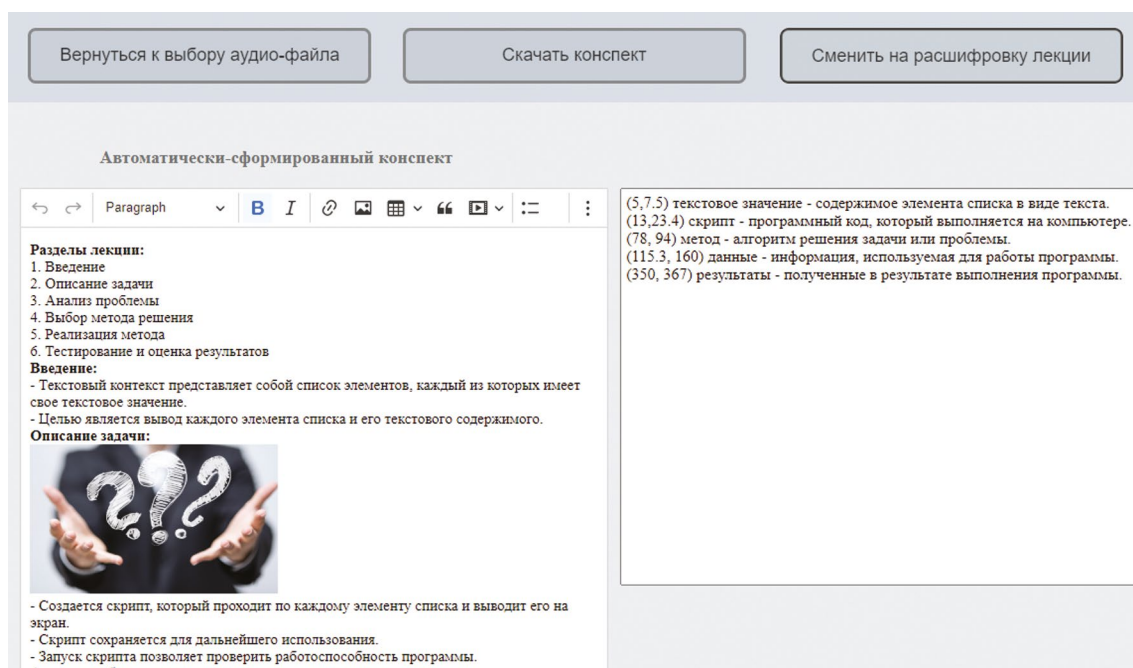 Вернуться к выбору аудио-файла
Скачать конспект
Сменить на расшифровку лекции
Автоматически-сформированный конспект
Paragraph
B I
Разделы лекции:
1. Введение
2. Описание задачи
3. Анализ проблемы
4. Выбор метода решения
5. Реализация метода
6. Тестирование и оценка результатов
Введение:
- Текстовый контекст представляет собой список элементов, каждый из которых имеет
свое текстовое значение.
- Целью является вывод каждого элемента списка и его текстового содержимого.
Описание задачи:
???
- Создается скрипт, который проходит по каждому элементу списка и выводит его на
экран.
- Скрипт сохраняется для дальнейшего использования.
- Запуск скрипта позволяет проверить работоспособность программы.
(5,7.5) текстовое значение - содержимое элемента списка в виде текста.
(13,23.4) скрипт - программный код, который выполняется на компьютере.
(78, 94) метод - алгоритм решения задачи или проблемы.
(115.3, 160) данные - информация, используемая для работы программы.
(350, 367) результаты - полученные в результате выполнения программы.